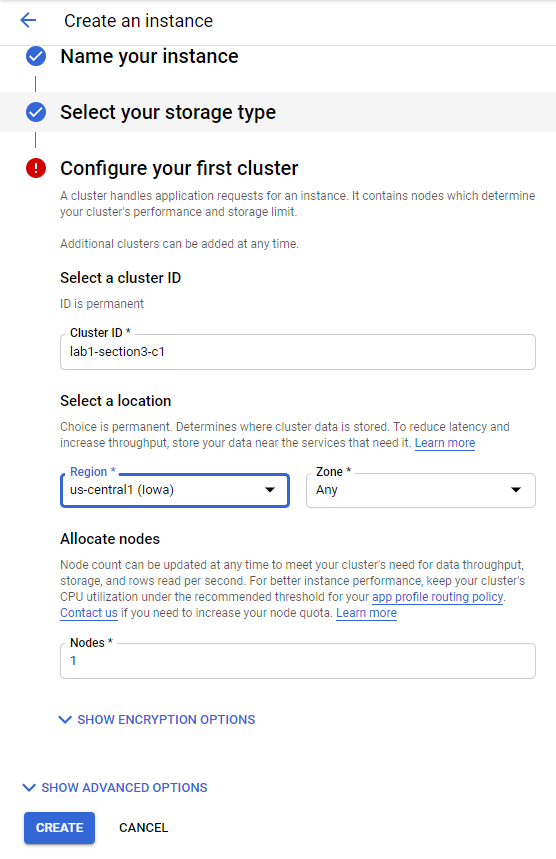 Create an instance
Name your instance
Select your storage type
Configure your first cluster
A cluster handles application requests for an instance. It contains nodes which determine
your cluster's performance and storage limit.
Additional clusters can be added at any time.
Select a cluster ID
ID is permanent
Cluster ID *
lab1-section3-c1
Select a location
Choice is permanent. Determines where cluster data is stored. To reduce latency and
increase throughput, store your data near the services that need it. Learn more
Region * Zone *
us-central1 (Iowa) Any
Allocate nodes
Node count can be updated at any time to meet your cluster's need for data throughput,
storage, and rows read per second. For better instance performance, keep your cluster's
CPU utilization under the recommended threshold for your app profile routing policy.
Contact us if you need to increase your node quota. Learn more
Nodes *
1
SHOW ENCRYPTION OPTIONS
SHOW ADVANCED OPTIONS
CREATE CANCEL